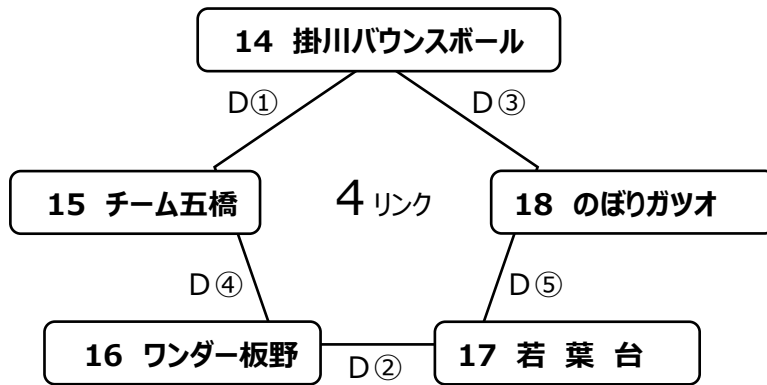 14 掛川バウンスボール
D①
D③
15 チーム五橋
4 リンク
18 のぼりガツオ
D④
D⑤
16 ワンダー板野
D②
17 若 葉 台